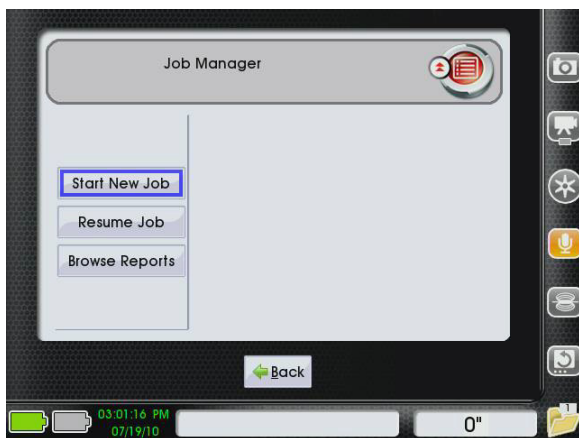 Job Manager
Start New Job
Resume Job
Browse Reports
Back
03:01:16 PM
07/19/10
0"
1